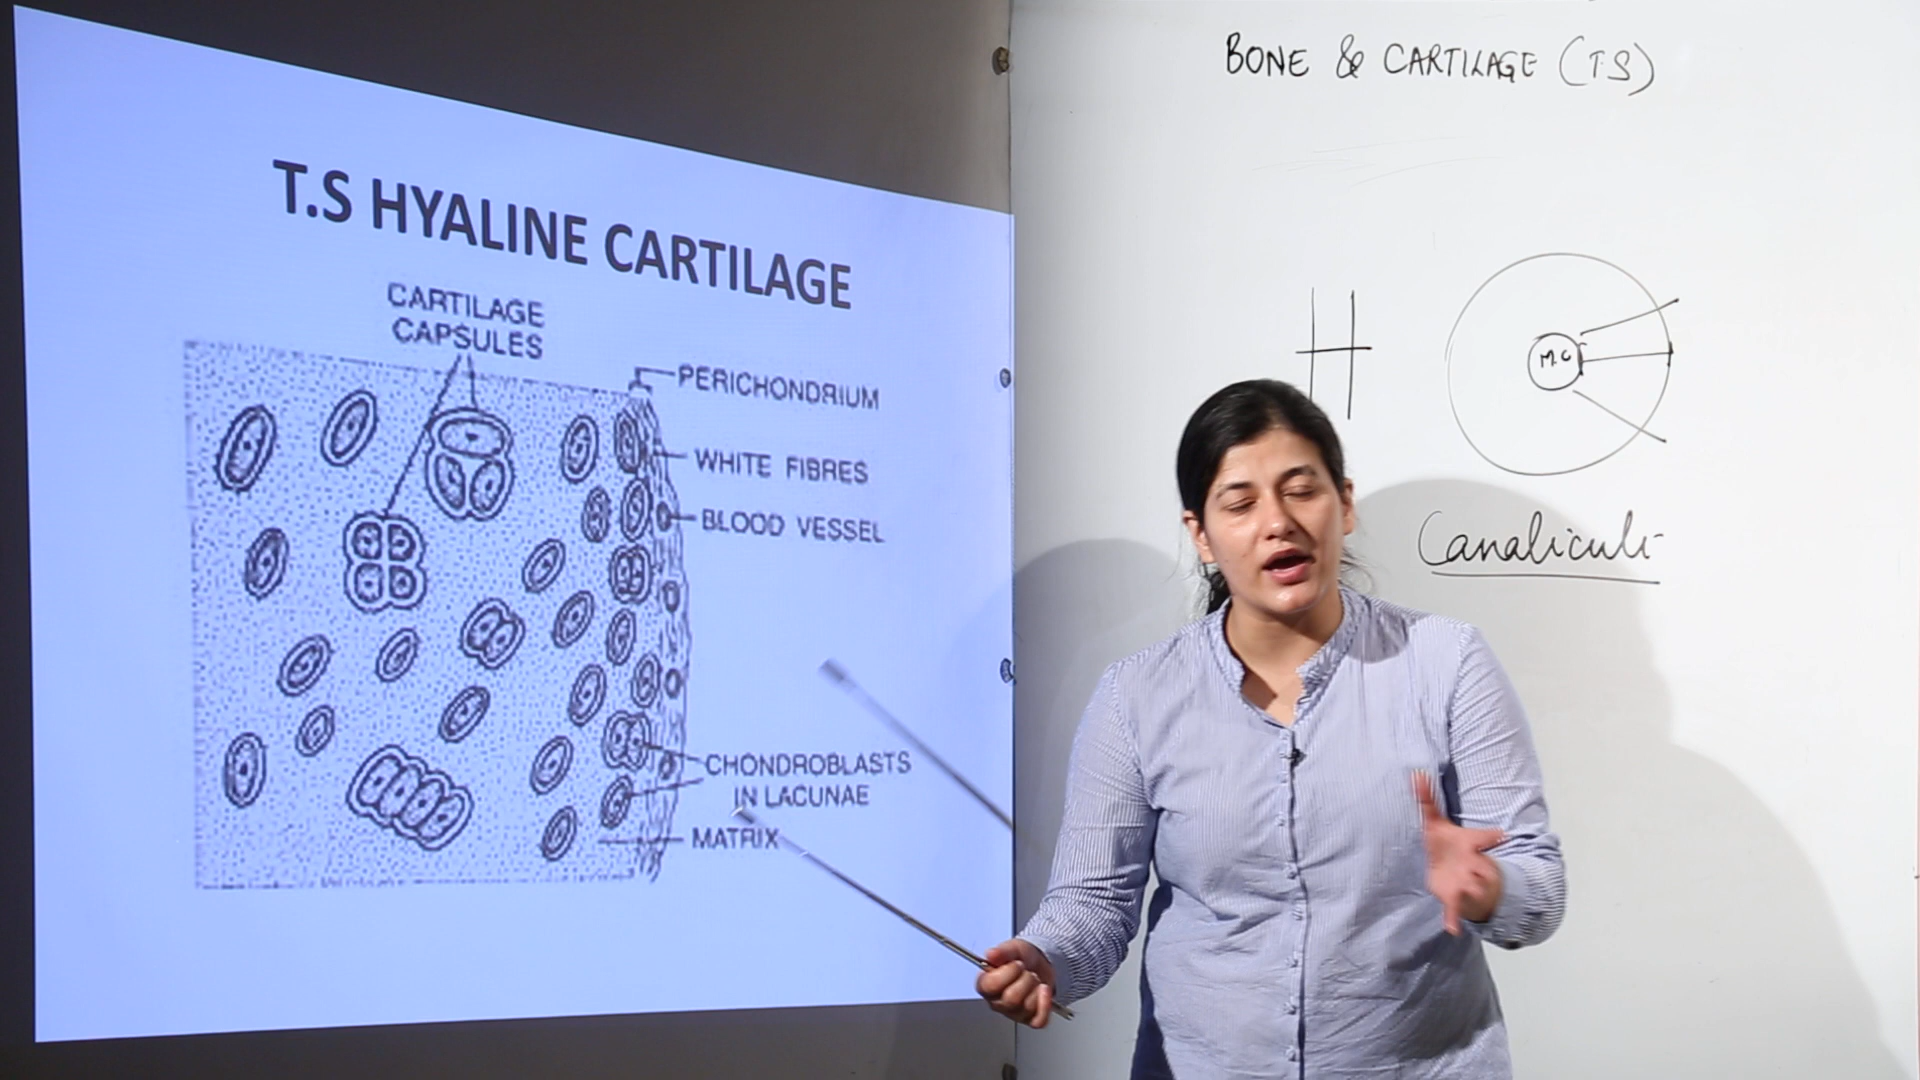 T.S HYALINE CARTILAGE
CARTILAGE
CAPSULES
PERICHONDRIUM
WHITE FIBRES
BLOOD VESSEL
CHONDROBLASTS
IN LACUNAE
MATRIX
BONE & CARTILAGE (T.S)
M.C
Canaliculi